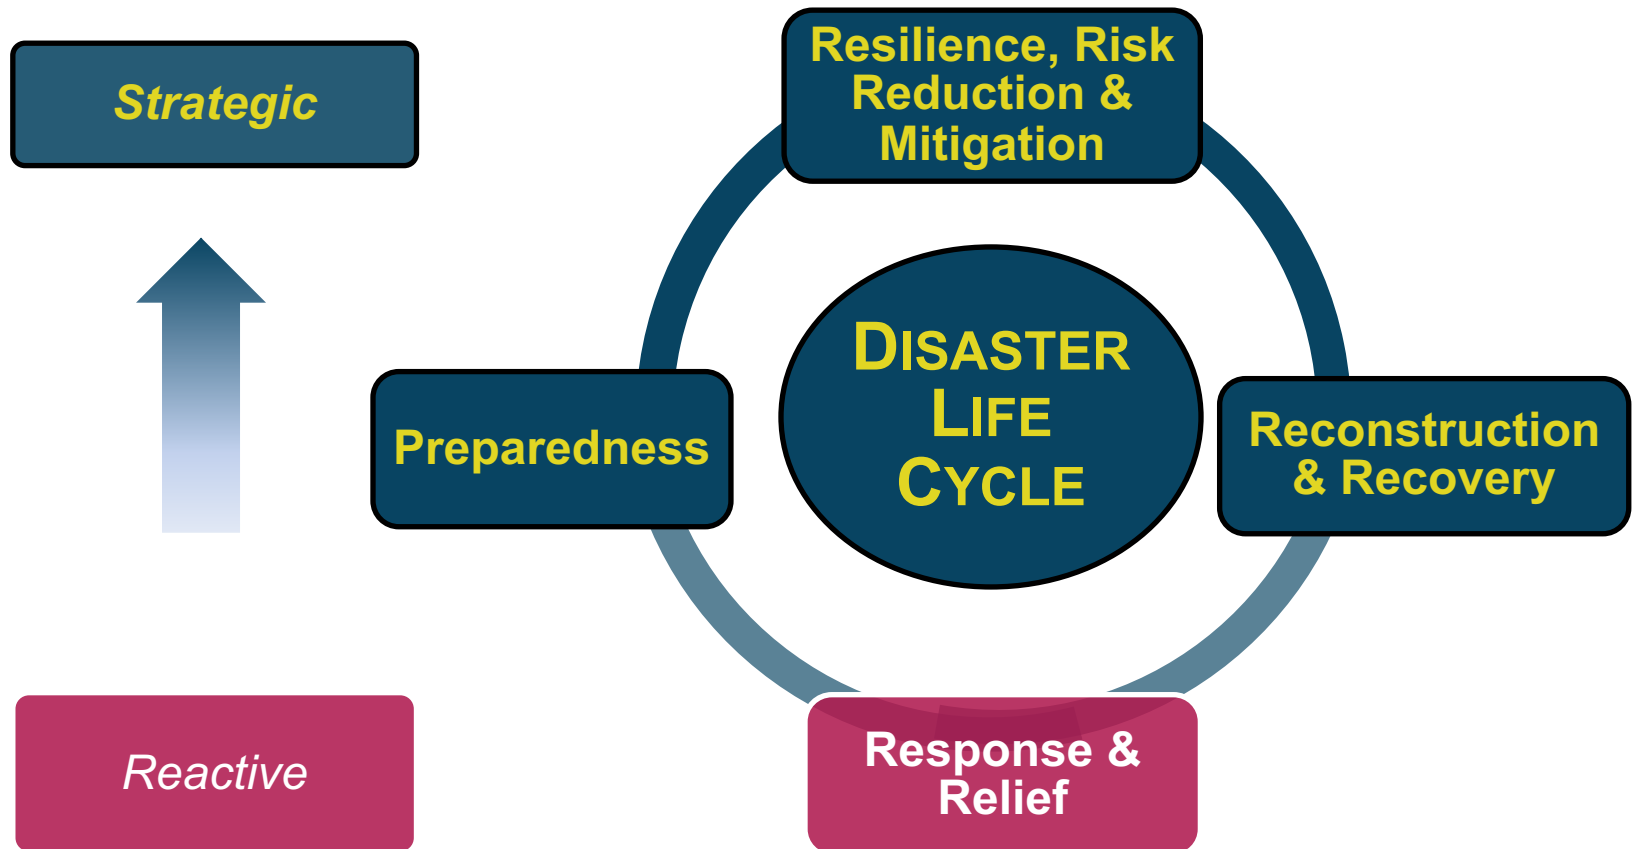 Strategic
Resilience, Risk
Reduction &
Mitigation
DISASTER
LIFE
CYCLE
Preparedness
Reconstruction
& Recovery
Reactive
Response &
Relief